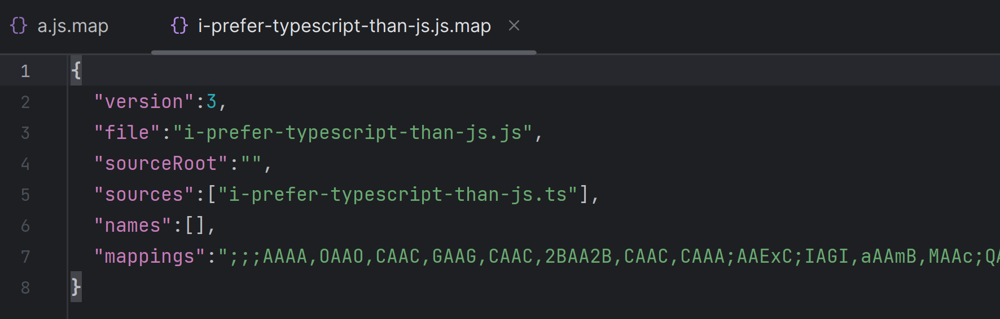 a.js.map
i-prefer-typescript-than-js.js.map
1 {
2 "version":3,
3 "file":"i-prefer-typescript-than-js.js",
4 "sourceRoot":"",
5 "sources":["i-prefer-typescript-than-js.ts"],
6 "names":[],
7 "mappings":";;;AAAA,OAAO,CAAC,GAAG,CAAC,2BAA2B,CAAC,CAAA;AAExC;IAGI,aAAmB,MAAc;QA
8 }